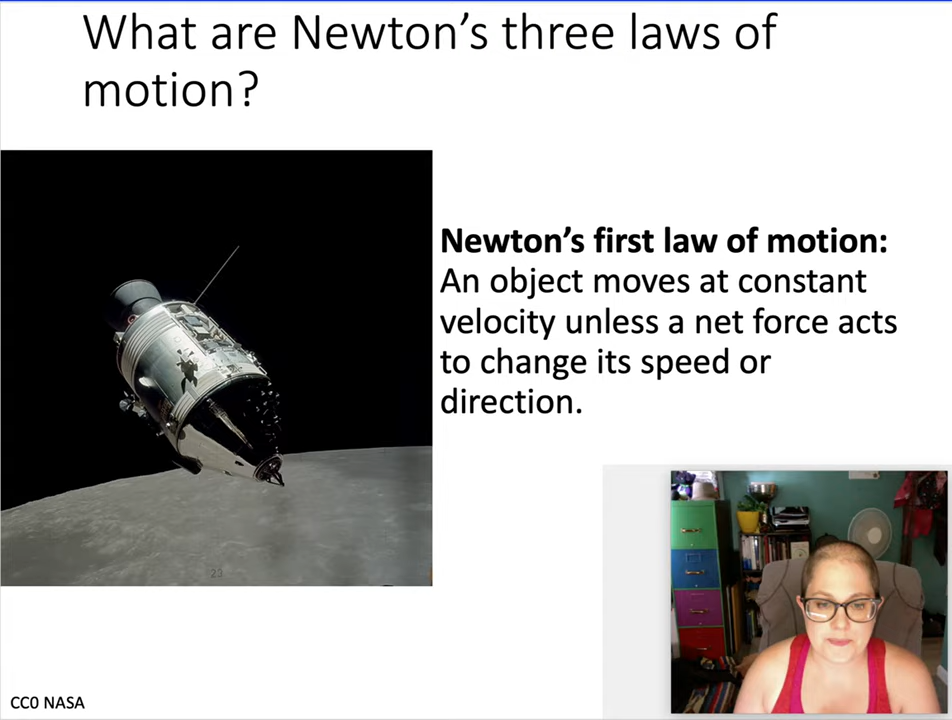 What are Newton's three laws of
motion?
Newton's first law of motion:
An object moves at constant
velocity unless a net force acts
to change its speed or
direction.
23
CC0 NASA